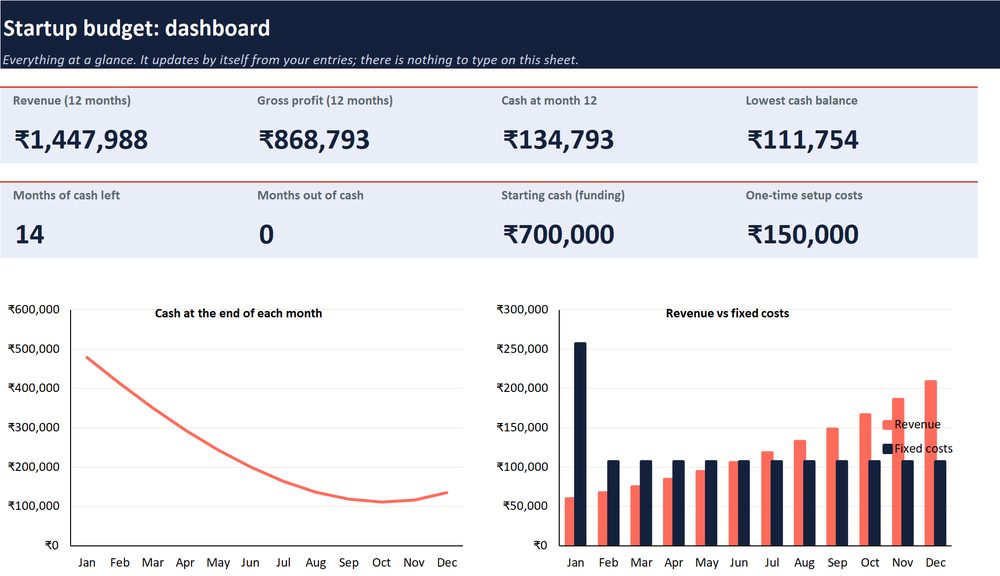 Startup budget: dashboard
Everything at a glance. It updates by itself from your entries; there is nothing to type on this sheet.
Revenue (12 months) Gross profit (12 months) Cash at month 12 Lowest cash balance
₹1,447,988 ₹868,793 ₹134,793 ₹111,754
Months of cash left Months out of cash Starting cash (funding) One-time setup costs
14 0 ₹700,000 ₹150,000
Cash at the end of each month
₹600,000
₹500,000
₹400,000
₹300,000
₹200,000
₹100,000
₹0
Jan Feb Mar Apr May Jun Jul Aug Sep Oct Nov Dec
Revenue vs fixed costs
₹300,000
₹250,000
₹200,000
₹150,000
₹100,000
₹50,000
₹0
Revenue
Fixed costs
Jan Feb Mar Apr May Jun Jul Aug Sep Oct Nov Dec